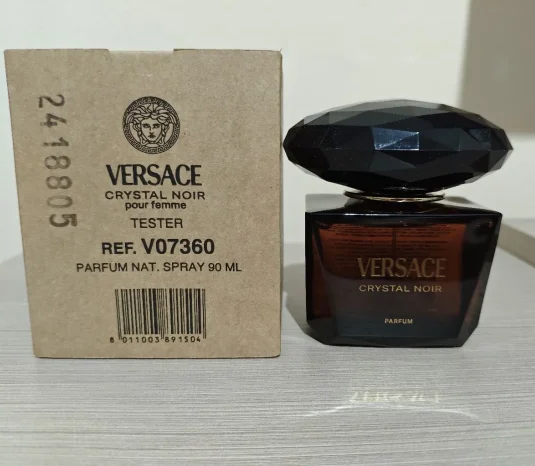 2418805
VERSACE
CRYSTAL NOIR
pour femme
TESTER
REF. V07360
PARFUM NAT. SPRAY 90 ML
8 011003 891504
VERSACE
CRYSTAL NOIR
PARFUM